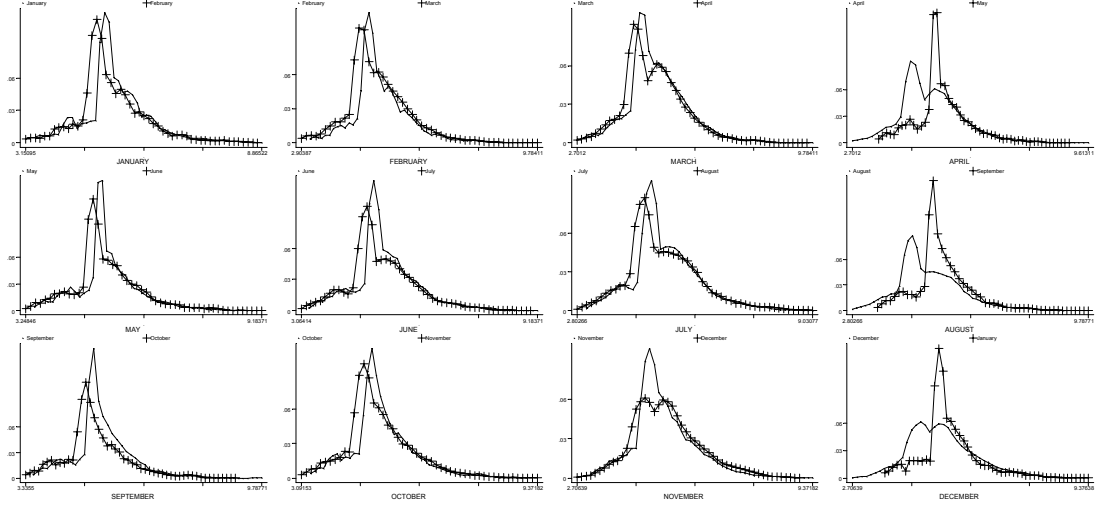 January February
.06
.03
0
3.15095 8.86522
JANUARY
February March
.06
.03
0
2.90387 9.78411
FEBRUARY
March April
.06
.03
0
2.7012 9.78411
MARCH
April May
.06
.03
0
2.7012 9.61311
APRIL
May June
.06
.03
0
3.24846 9.18371
MAY
June July
.06
.03
0
3.06414 9.18371
JUNE
July August
.06
.03
0
2.80266 9.03077
JULY
August September
.06
.03
0
2.80266 9.78771
AUGUST
September October
.06
.03
0
3.3355 9.78771
SEPTEMBER
October November
.06
.03
0
3.09153 9.37182
OCTOBER
November December
.06
.03
0
2.70639 9.37182
NOVEMBER
December January
.06
.03
0
2.70639 9.37638
DECEMBER